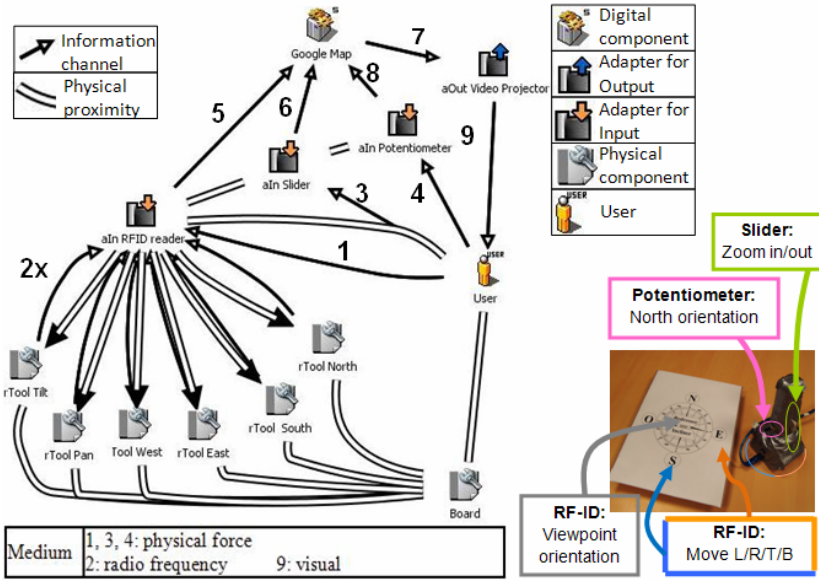 Information
channel
Physical
proximity
Google Map
7
aOut Video Projector
5
6
8
aIn Potentiometer
9
aIn Slider
3
4
aIn RFID reader
1
USER
User
2x
rTool Tilt
rTool North
rTool Pan
Tool West
rTool East
rTool South
Board
Digital
component
Adapter for
Output
Adapter for
Input
Physical
component
USER
User
Slider:
Zoom in/out
Potentiometer:
North orientation
N
O
E
S
RF-ID:
Viewpoint
orientation
RF-ID:
Move L/R/T/B
Medium
1, 3, 4: physical force
2: radio frequency 9: visual